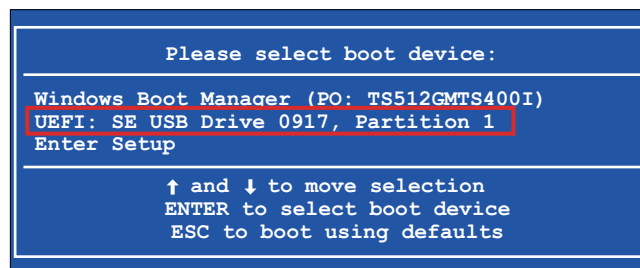 Please select boot device:
Windows Boot Manager (PO: TS512GMTS400I)
UEFI: SE USB Drive 0917, Partition 1
Enter Setup
↑ and ↓ to move selection
ENTER to select boot device
ESC to boot using defaults